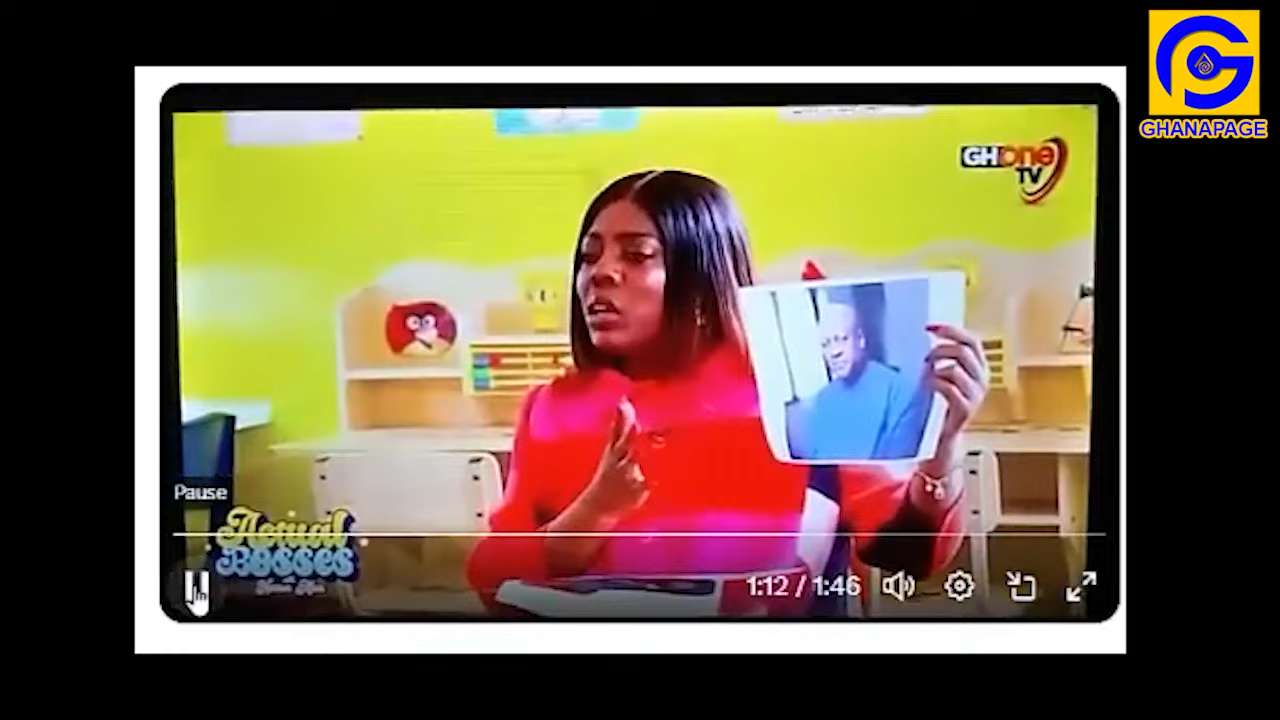 GHANAPAGE
GHOne
TV
Pause
Actual
Bosses
1:12 / 1:46